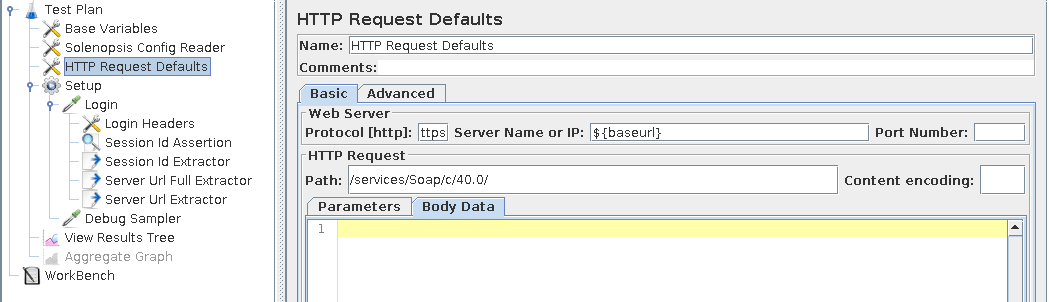 Test Plan
Base Variables
Solenopsis Config Reader
HTTP Request Defaults
Setup
Login
Login Headers
Session Id Assertion
Session Id Extractor
Server Url Full Extractor
Server Url Extractor
Debug Sampler
View Results Tree
Aggregate Graph
WorkBench
HTTP Request Defaults
Name: HTTP Request Defaults
Comments:
Basic Advanced
Web Server
Protocol [http]: ttps Server Name or IP: ${baseurl} Port Number:
HTTP Request
Path: /services/Soap/c/40.0/ Content encoding:
Parameters Body Data
1